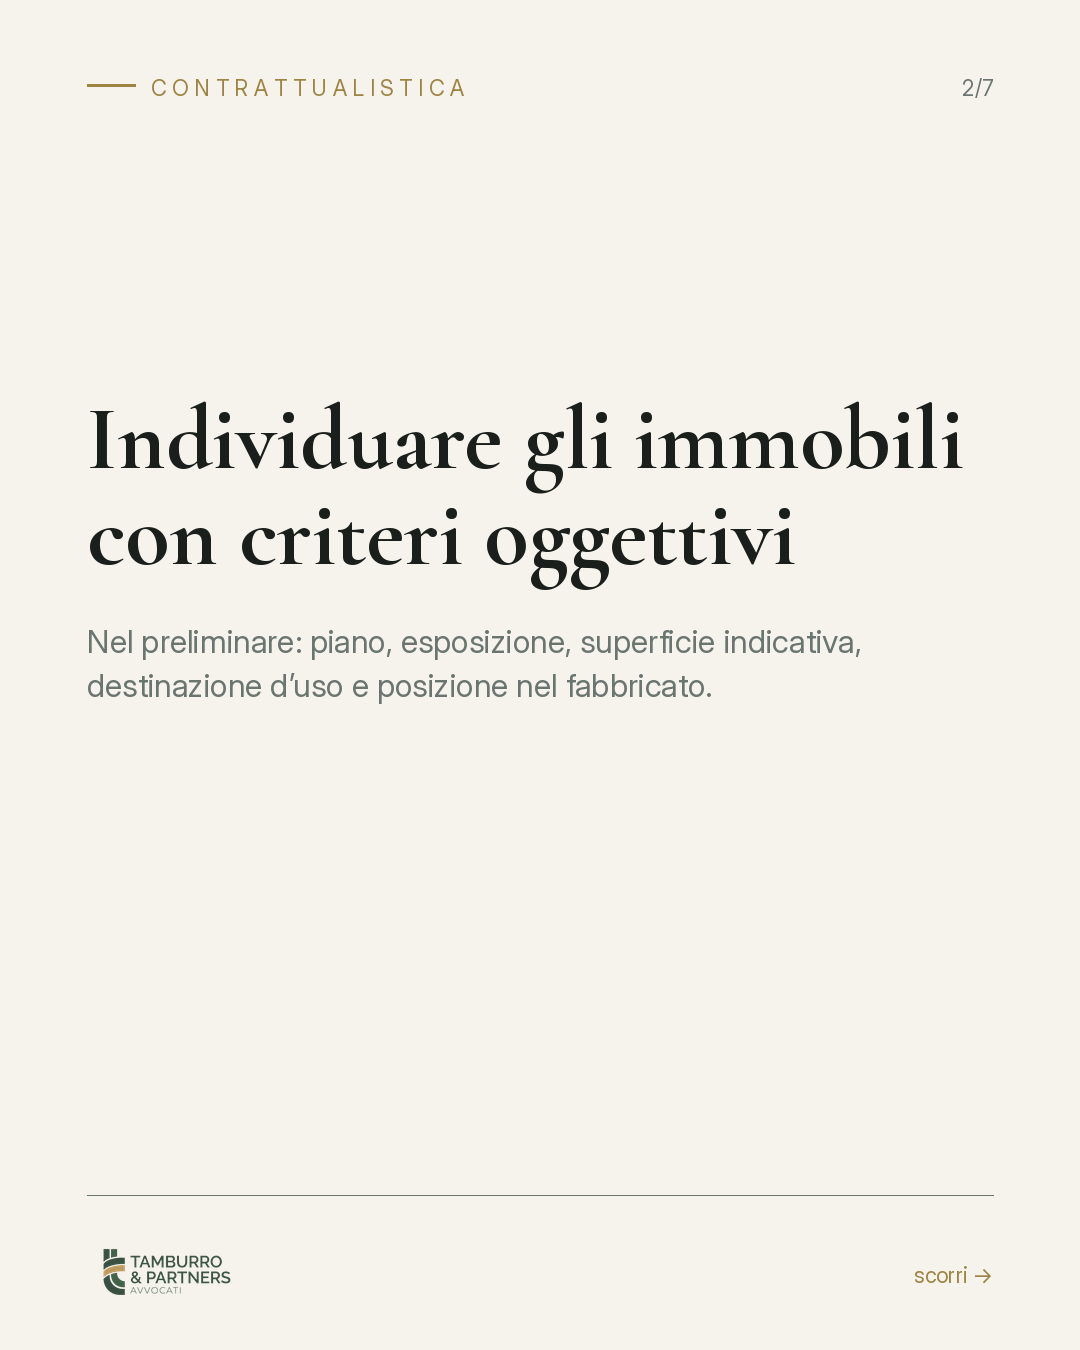 CONTRATTUALISTICA
2/7
Individuare gli immobili
con criteri oggettivi
Nel preliminare: piano, esposizione, superficie indicativa,
destinazione d’uso e posizione nel fabbricato.
TAMBURRO
& PARTNERS
AVVOCATI
scorri →